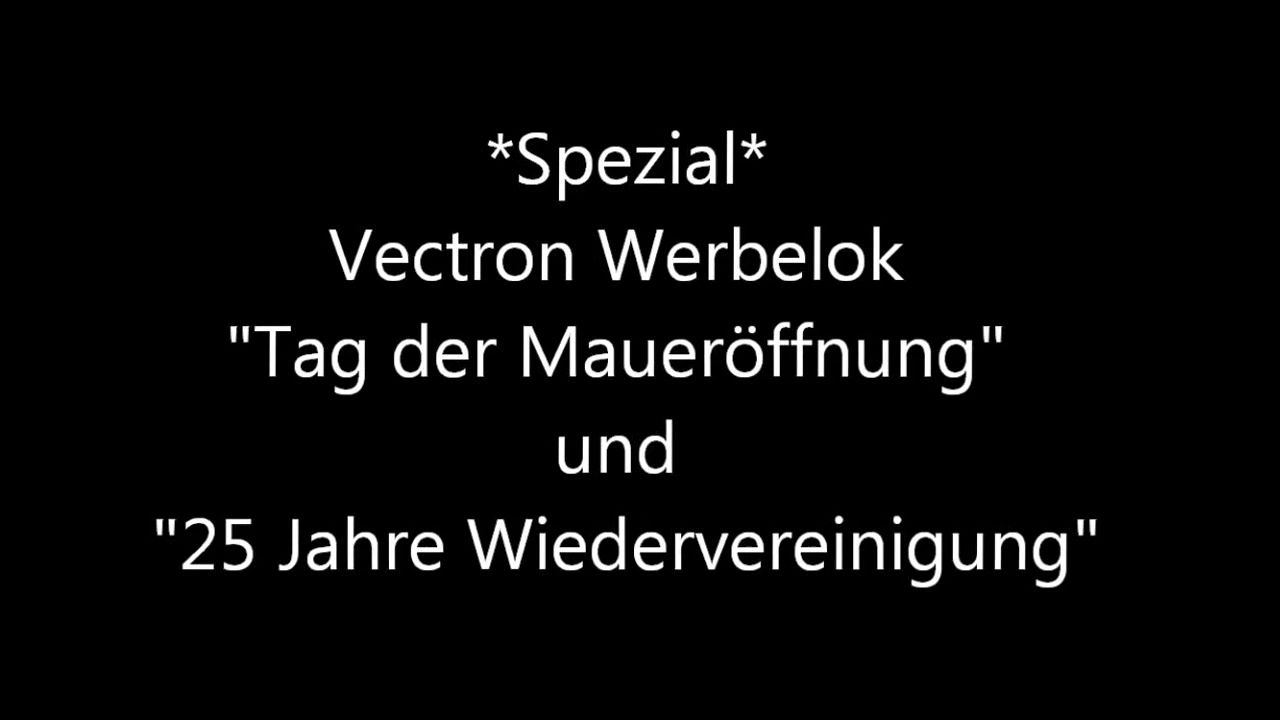 *Spezial*
Vectron Werbelok
"Tag der Maueröffnung"
und
"25 Jahre Wiedervereinigung"